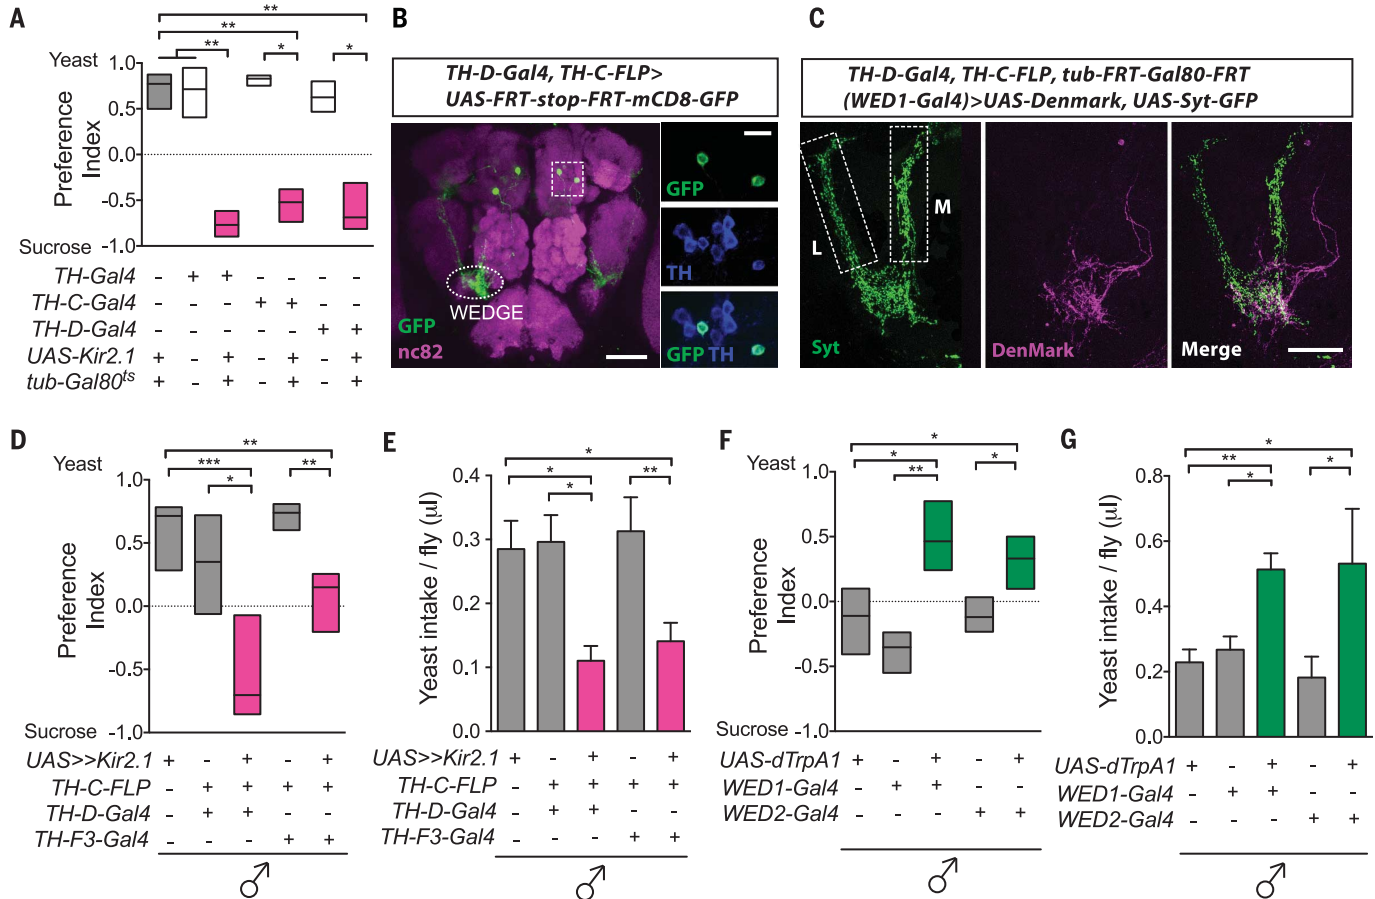 A
Yeast
1.0
0.5
0.0
-0.5
-1.0
Sucrose
Preference
Index
** 
**
** * *
TH-Gal4 - + + - - - -
TH-C-Gal4 - - - + + - -
TH-D-Gal4 - - - - - + +
UAS-Kir2.1 + - + - + - +
tub-Gal80ts + - + - + - +
B
TH-D-Gal4, TH-C-FLP>
UAS-FRT-stop-FRT-mCD8-GFP
WEDGE
GFP
nc82
GFP
TH
GFP TH
C
TH-D-Gal4, TH-C-FLP, tub-FRT-Gal80-FRT
(WED1-Gal4)>UAS-Denmark, UAS-Syt-GFP
L
M
Syt
DenMark
Merge
D
Yeast
1.0
0.5
0.0
-0.5
-1.0
Sucrose
Preference
Index
**
***
* **
UAS>>Kir2.1 + - + - +
TH-C-FLP - + + + +
TH-D-Gal4 - + + - -
TH-F3-Gal4 - - - + +
♂
E
Yeast intake / fly (µl)
0.4
0.3
0.2
0.1
0.0
*
* **
*
UAS>>Kir2.1 + - + - +
TH-C-FLP - + + + +
TH-D-Gal4 - + + - -
TH-F3-Gal4 - - - + +
♂
F
Yeast
1.0
0.5
0.0
-0.5
-1.0
Sucrose
Preference
Index
*
* *
**
UAS-dTrpA1 + - + - +
WED1-Gal4 - + + - -
WED2-Gal4 - - - + +
♂
G
Yeast intake / fly (µl)
0.8
0.6
0.4
0.2
0.0
*
** *
*
UAS-dTrpA1 + - + - +
WED1-Gal4 - + + - -
WED2-Gal4 - - - + +
♂